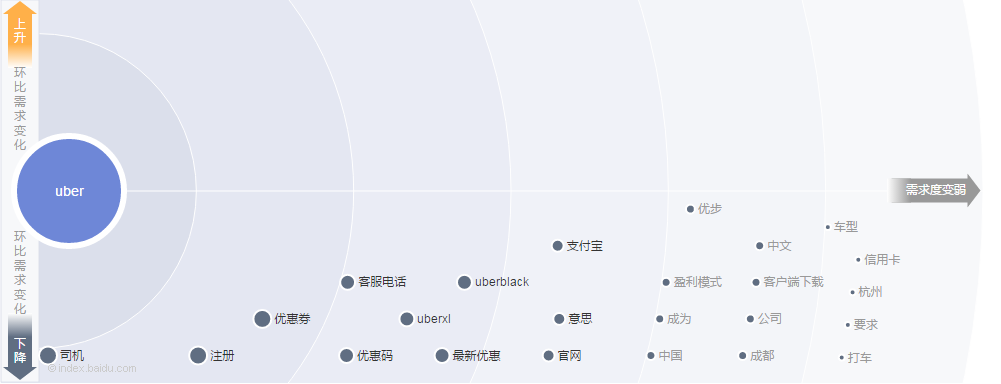 上升
环比需求变化
uber
需求度变弱
优步
车型
支付宝
中文
信用卡
客服电话
uberblack
盈利模式
客户端下载
杭州
环比需求变化
优惠券
uberxl
意思
成为
公司
要求
下降
司机
注册
优惠码
最新优惠
官网
中国
成都
打车
© index.baidu.com